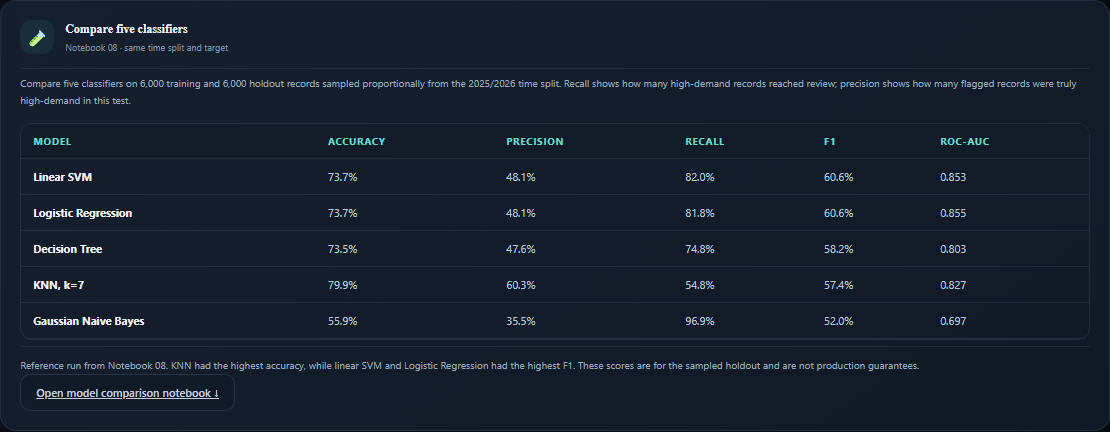 Compare five classifiers
Notebook 08 · same time split and target
Compare five classifiers on 6,000 training and 6,000 holdout records sampled proportionally from the 2025/2026 time split. Recall shows how many high-demand records reached review; precision shows how many flagged records were truly
high-demand in this test.
MODEL ACCURACY PRECISION RECALL F1 ROC-AUC
Linear SVM 73.7% 48.1% 82.0% 60.6% 0.853
Logistic Regression 73.7% 48.1% 81.8% 60.6% 0.855
Decision Tree 73.5% 47.6% 74.8% 58.2% 0.803
KNN, k=7 79.9% 60.3% 54.8% 57.4% 0.827
Gaussian Naive Bayes 55.9% 35.5% 96.9% 52.0% 0.697
Reference run from Notebook 08. KNN had the highest accuracy, while linear SVM and Logistic Regression had the highest F1. These scores are for the sampled holdout and are not production guarantees.
Open model comparison notebook ↓